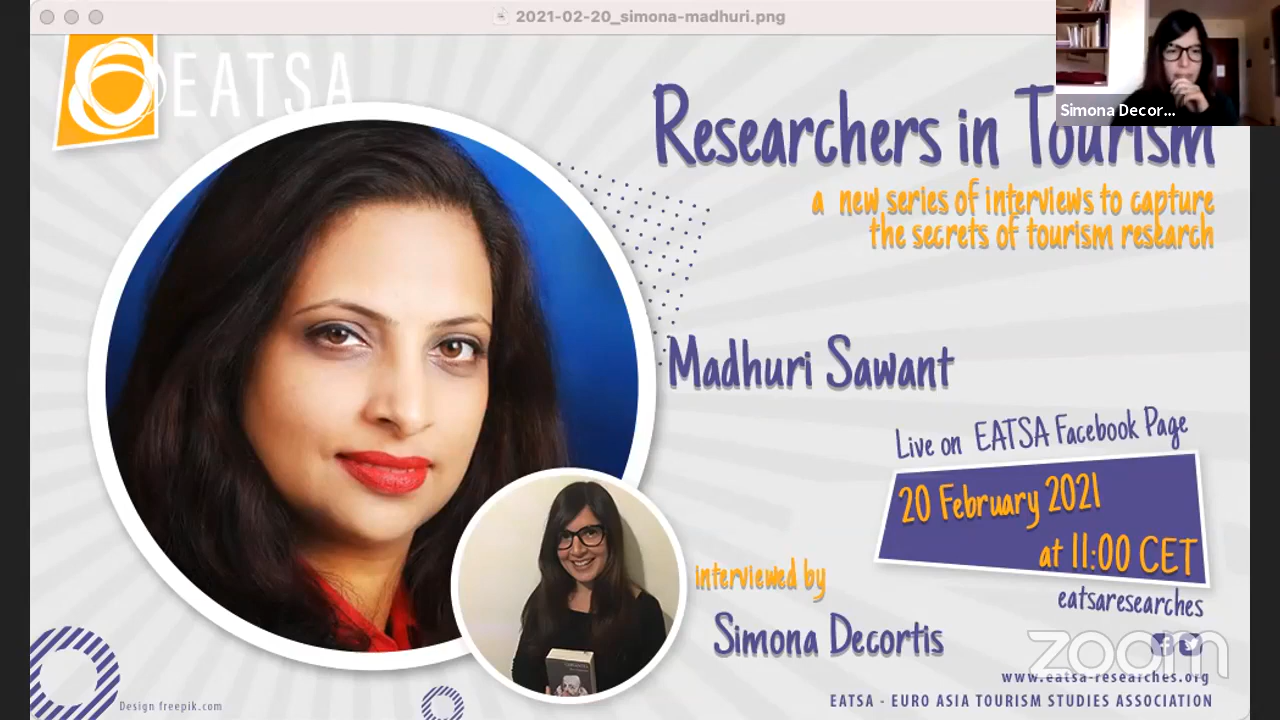 2021-02-20_simona-madhuri.png
EATSA
Simona Decor...
Researchers in Tourism
a new series of interviews to capture
the secrets of tourism research
Madhuri Sawant
Live on EATSA Facebook Page
20 February 2021
at 11:00 CET
interviewed by
eatsaresearches
Simona Decortis
zoom
www.eatsa-researches.org
EATSA - EURO ASIA TOURISM STUDIES ASSOCIATION
Design freepik.com